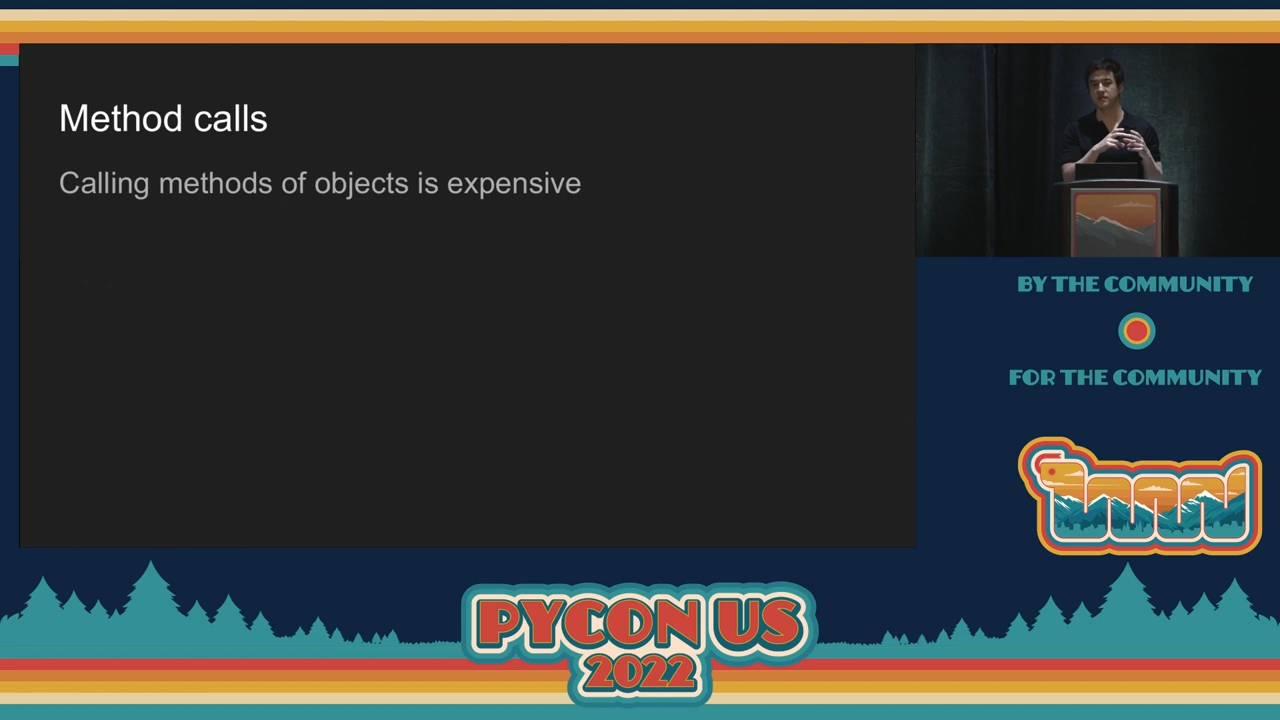 Method calls
Calling methods of objects is expensive
BY THE COMMUNITY
FOR THE COMMUNITY
PYCON US
2022